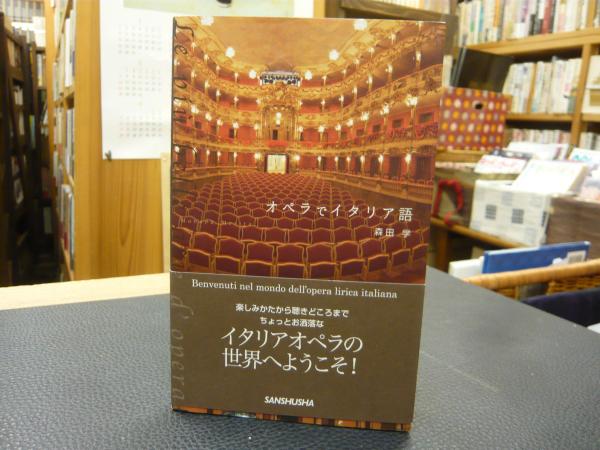 オペラでイタリア語
森田 学
Benvenuti nel mondo dell'opera lirica italiana
楽しみかたから聴きどころまで
ちょっとお洒落な
イタリアオペラの
世界へようこそ!
SANSHUSHA
d'opera